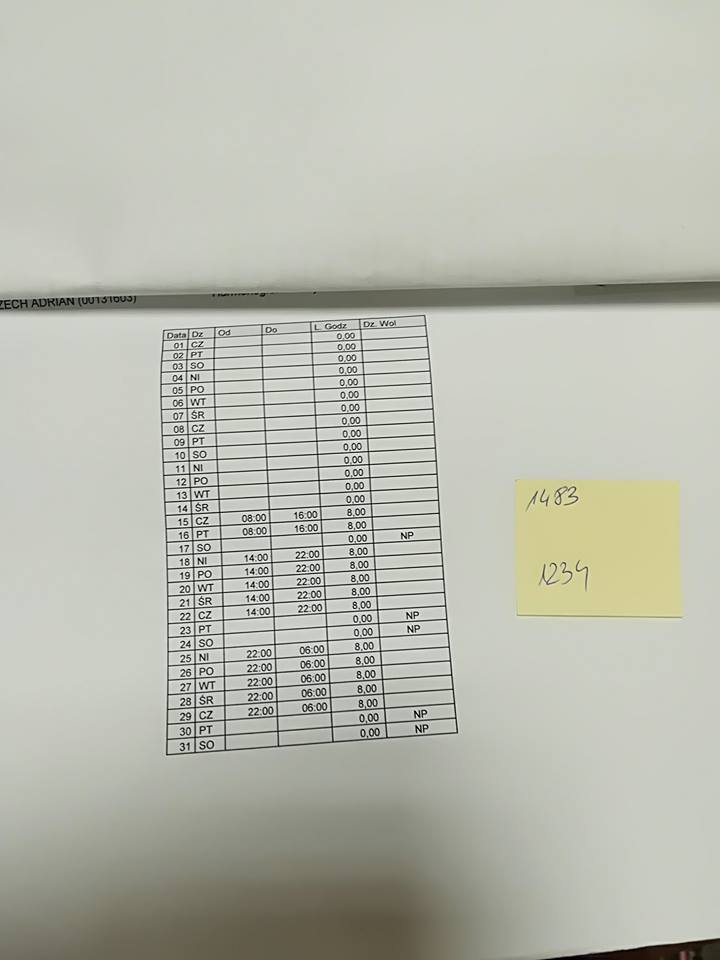 ZECH ADRIAN (00131603)
Data Dz Od Do L. Godz Dz. Wol
01 CZ 0,00
02 PT 0,00
03 SO 0,00
04 NI 0,00
05 PO 0,00
06 WT 0,00
07 ŚR 0,00
08 CZ 0,00
09 PT 0,00
10 SO 0,00
11 NI 0,00
12 PO 0,00
13 WT 0,00
14 ŚR 0,00
15 CZ 08:00 16:00 8,00
16 PT 08:00 16:00 8,00
17 SO 0,00 NP
18 NI 14:00 22:00 8,00
19 PO 14:00 22:00 8,00
20 WT 14:00 22:00 8,00
21 ŚR 14:00 22:00 8,00
22 CZ 14:00 22:00 8,00
23 PT 0,00 NP
24 SO 0,00 NP
25 NI 22:00 06:00 8,00
26 PO 22:00 06:00 8,00
27 WT 22:00 06:00 8,00
28 ŚR 22:00 06:00 8,00
29 CZ 22:00 06:00 8,00
30 PT 0,00 NP
31 SO 0,00 NP
1483
1234